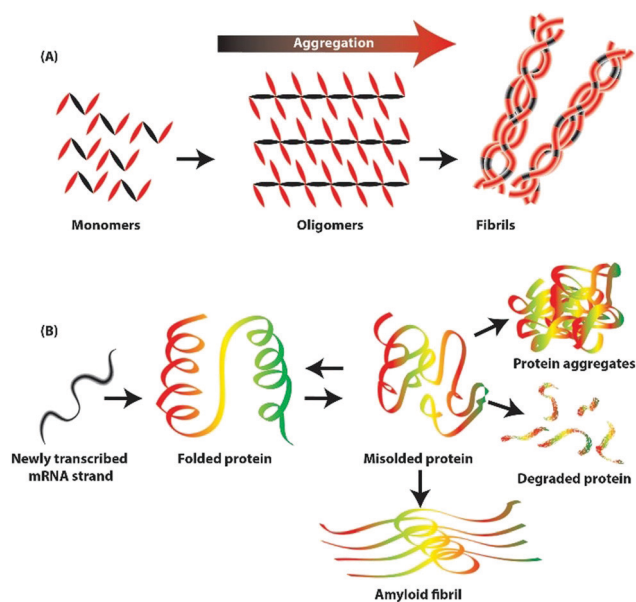 (A)
Aggregation
Monomers
Oligomers
Fibrils
(B)
Protein aggregates
Newly transcribed
mRNA strand
Folded protein
Misolded protein
Degraded protein
Amyloid fibril